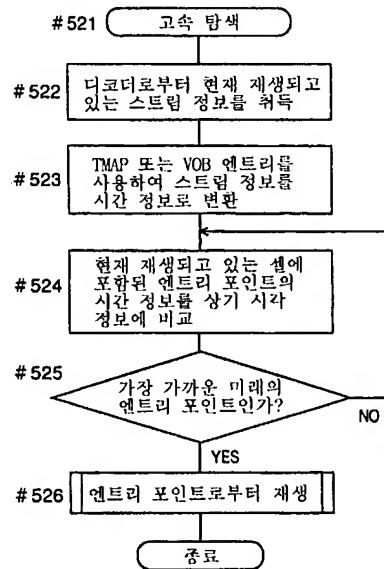 #521 고속 탐색
#522 디코더로부터 현재 재생되고
있는 스트림 정보를 취득
#523 TMAP 또는 VOB 엔트리를
사용하여 스트림 정보를
시간 정보로 변환
#524 현재 재생되고 있는 셀에
포함된 엔트리 포인트의
시간 정보를 상기 시각
정보에 비교
#525 가장 가까운 미래의
엔트리 포인트인가?
NO
YES
#526 엔트리 포인트로부터 재생
종료